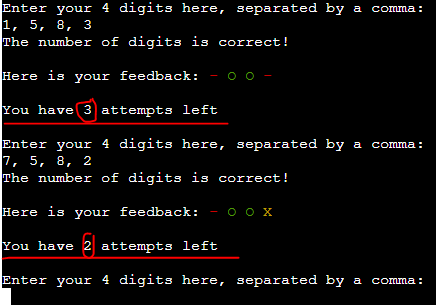 Enter your 4 digits here, separated by a comma:
1, 5, 8, 3
The number of digits is correct!
Here is your feedback: - O O -
You have 3 attempts left
Enter your 4 digits here, separated by a comma:
7, 5, 8, 2
The number of digits is correct!
Here is your feedback: - O O X
You have 2 attempts left
Enter your 4 digits here, separated by a comma: